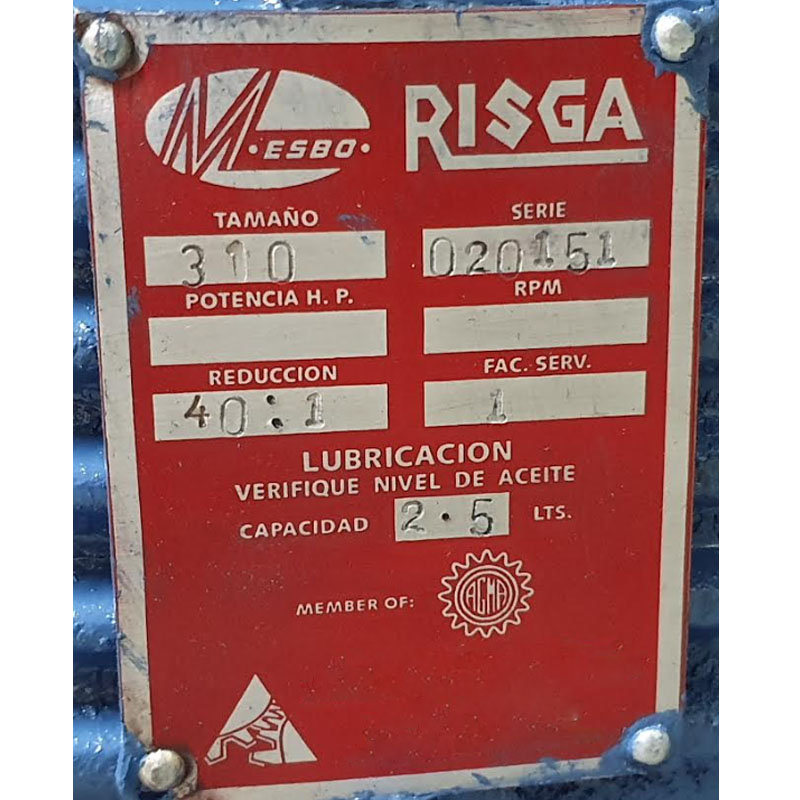 M·ESBO· RISGA
TAMAÑO SERIE
310 020151
POTENCIA H. P. RPM
REDUCCION FAC. SERV.
40:1 1
LUBRICACION
VERIFIQUE NIVEL DE ACEITE
CAPACIDAD 2·5 LTS.
MEMBER OF: AGMA